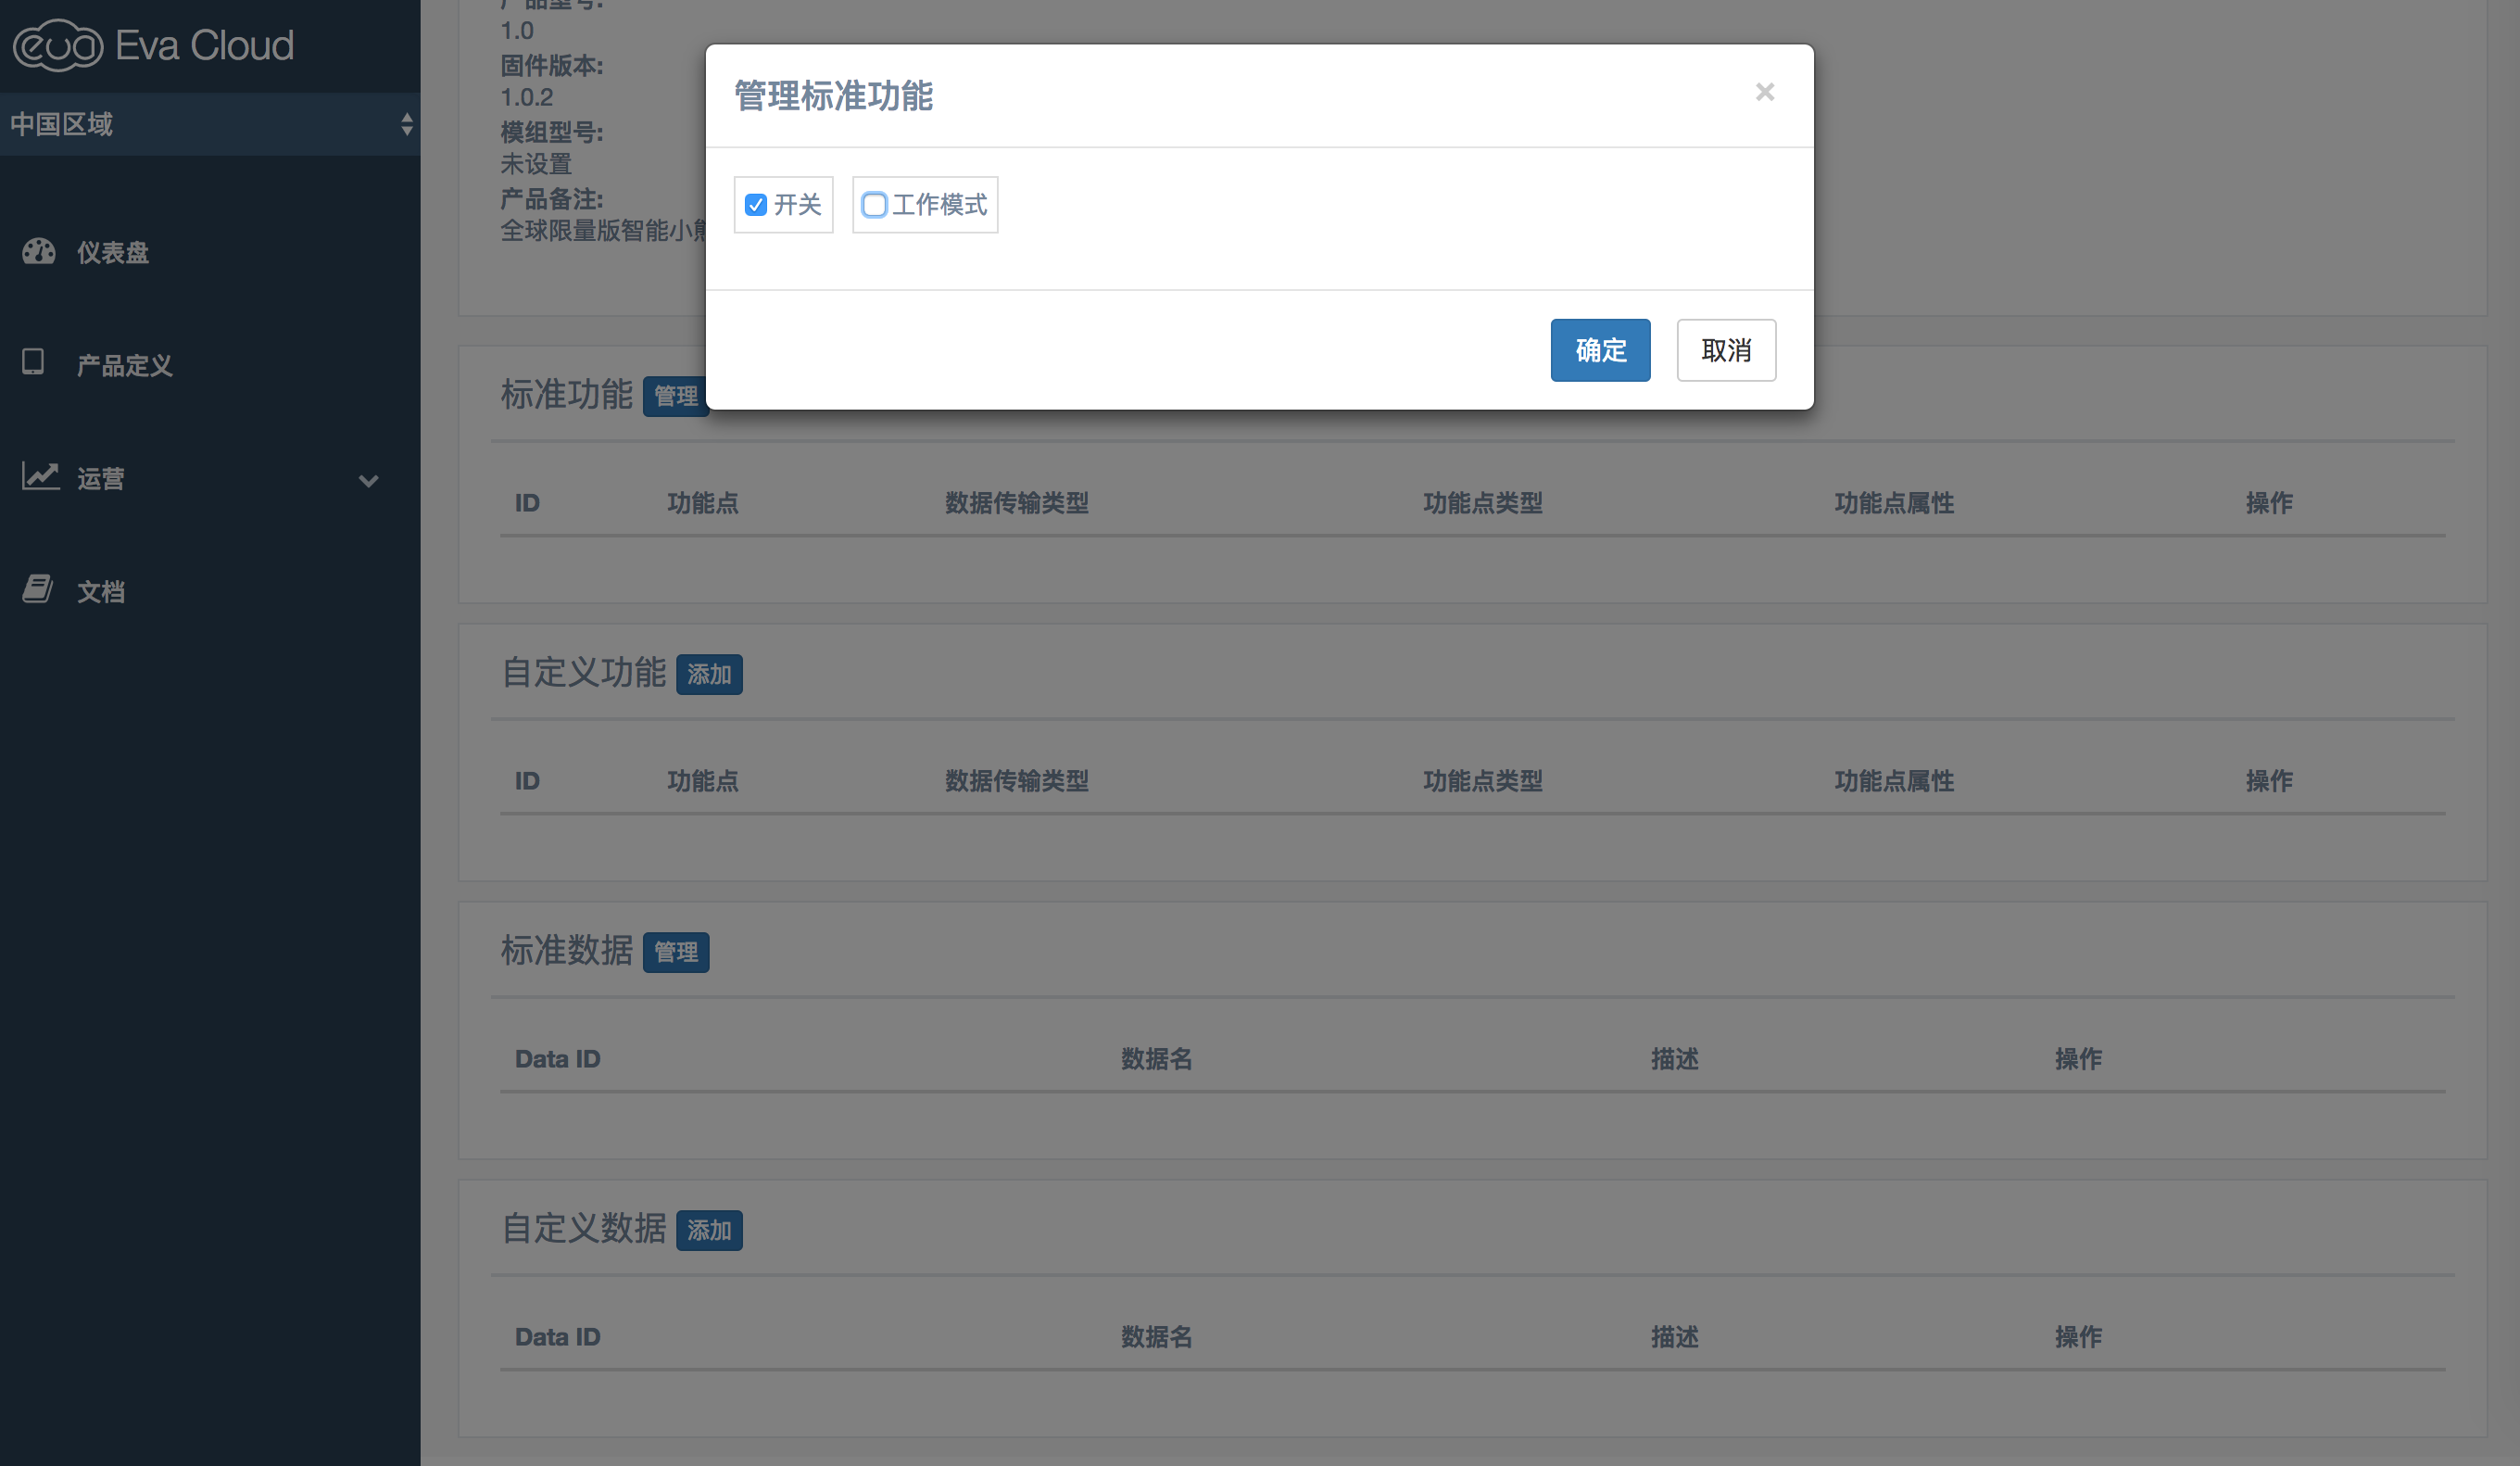 eva Eva Cloud
中国区域
仪表盘
产品定义
运营
文档
产品型号:
1.0
固件版本:
1.0.2
模组型号:
未设置
产品备注:
全球限量版智能小
管理标准功能
×
开关 工作模式
确定 取消
标准功能 管理
ID 功能点 数据传输类型 功能点类型 功能点属性 操作
自定义功能 添加
ID 功能点 数据传输类型 功能点类型 功能点属性 操作
标准数据 管理
Data ID 数据名 描述 操作
自定义数据 添加
Data ID 数据名 描述 操作